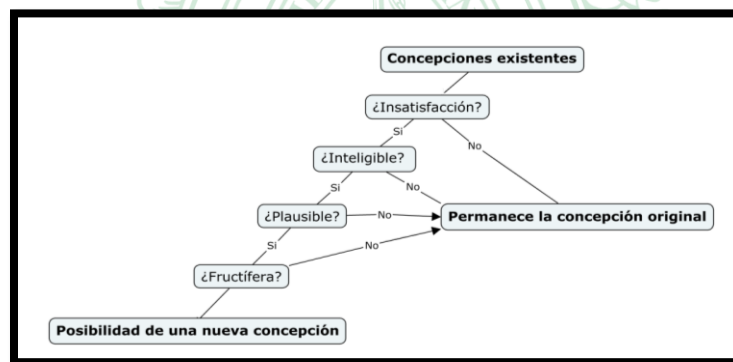 Concepciones existentes
¿Insatisfacción?
Si
No
¿Inteligible?
Si
No
¿Plausible?
No
Permanece la concepción original
Si
No
¿Fructífera?
Posibilidad de una nueva concepción